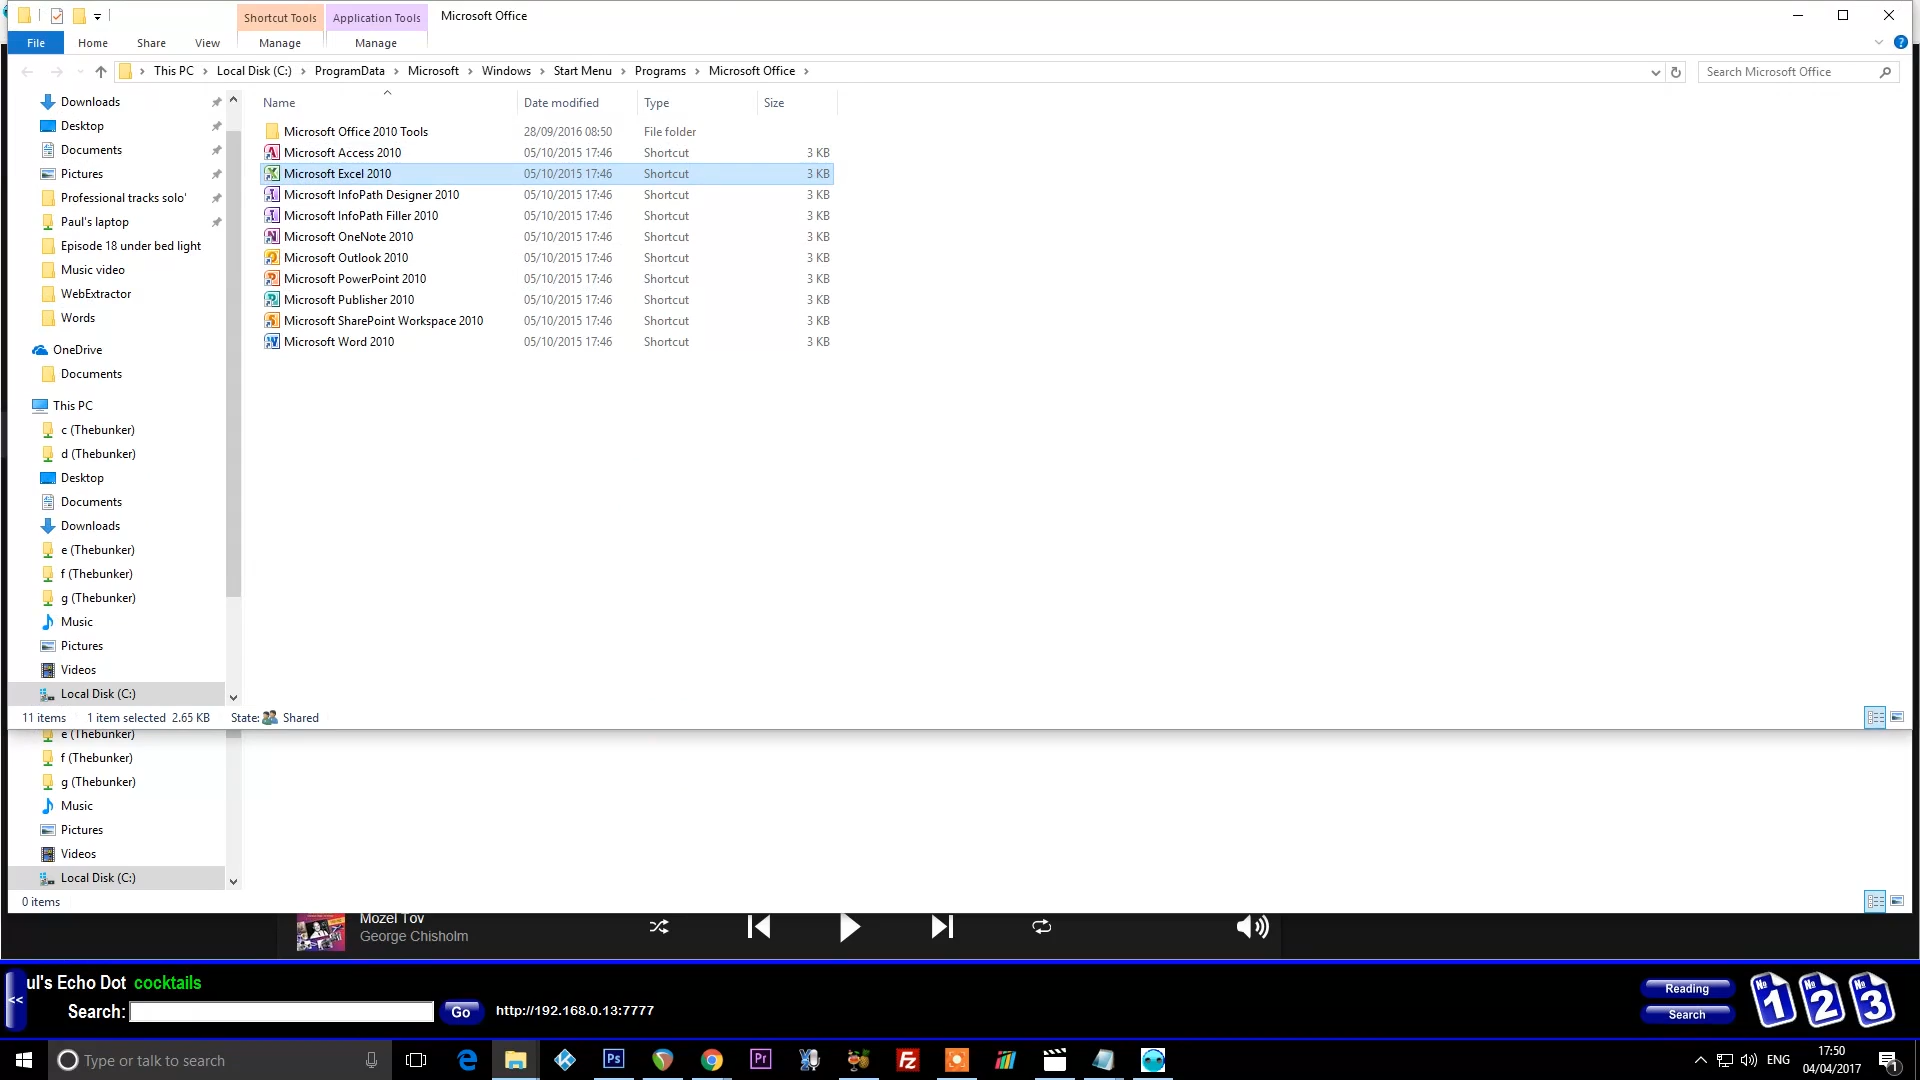 Shortcut Tools Application Tools Microsoft Office
File Home Share View Manage Manage
This PC Local Disk (C:) ProgramData Microsoft Windows Start Menu Programs Microsoft Office Search Microsoft Office
Name Date modified Type Size
Downloads
Desktop
Documents
Pictures
Professional tracks solo'
Paul's laptop
Episode 18 under bed light
Music video
WebExtractor
Words
OneDrive
Documents
This PC
c (Thebunker)
d (Thebunker)
Desktop
Documents
Downloads
e (Thebunker)
f (Thebunker)
g (Thebunker)
Music
Pictures
Videos
Local Disk (C:)
Microsoft Office 2010 Tools 28/09/2016 08:50 File folder
Microsoft Access 2010 05/10/2015 17:46 Shortcut 3 KB
Microsoft Excel 2010 05/10/2015 17:46 Shortcut 3 KB
Microsoft InfoPath Designer 2010 05/10/2015 17:46 Shortcut 3 KB
Microsoft InfoPath Filler 2010 05/10/2015 17:46 Shortcut 3 KB
Microsoft OneNote 2010 05/10/2015 17:46 Shortcut 3 KB
Microsoft Outlook 2010 05/10/2015 17:46 Shortcut 3 KB
Microsoft PowerPoint 2010 05/10/2015 17:46 Shortcut 3 KB
Microsoft Publisher 2010 05/10/2015 17:46 Shortcut 3 KB
Microsoft SharePoint Workspace 2010 05/10/2015 17:46 Shortcut 3 KB
Microsoft Word 2010 05/10/2015 17:46 Shortcut 3 KB
11 items 1 item selected 2.65 KB State: Shared
e (Thebunker)
f (Thebunker)
g (Thebunker)
Music
Pictures
Videos
Local Disk (C:)
0 items
Mozel Tov
George Chisholm
ul's Echo Dot cocktails
<< Search: Go http://192.168.0.13:7777
Reading
Search
№ 1 № 2 № 3
Type or talk to search
Ps Pr Fz
ENG
17:50
04/04/2017
1